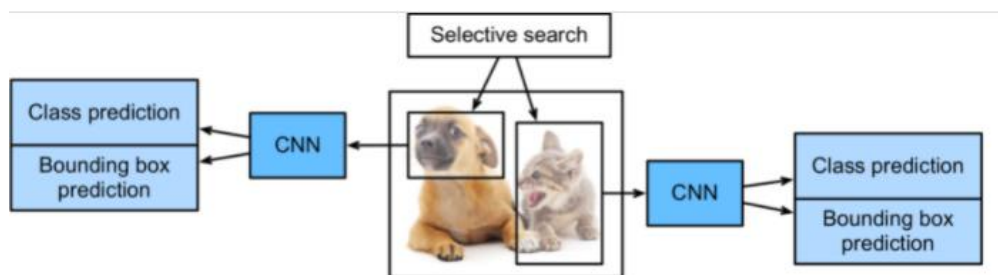 Selective search
Class prediction
Bounding box
prediction
CNN
CNN
Class prediction
Bounding box
prediction